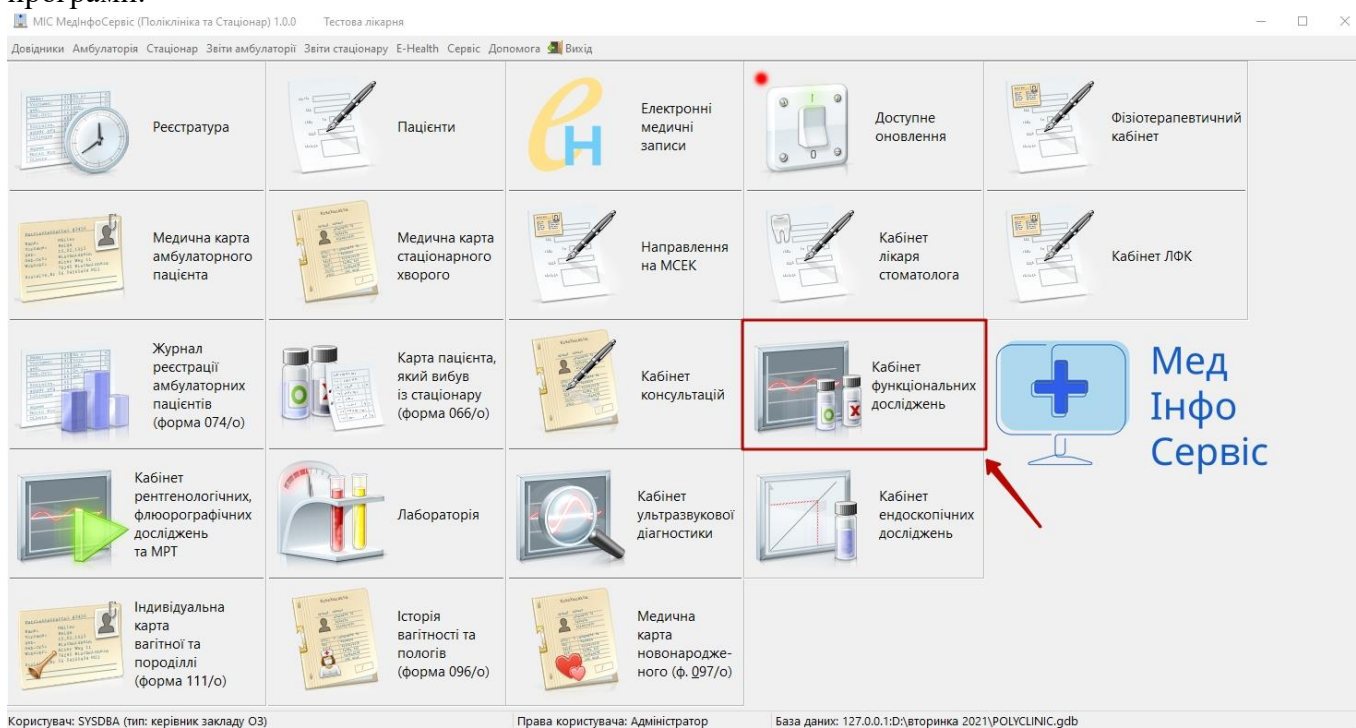 програми.
МІС МедІнфоСервіс (Поліклініка та Стаціонар) 1.0.0 Тестова лікарня
Довідники Амбулаторія Стаціонар Звіти амбулаторії Звіти стаціонару E-Health Сервіс Допомога Вихід
Реєстратура
Пацієнти
Електронні
медичні
записи
Доступне
оновлення
Фізіотерапевтичний
кабінет
Медична карта
амбулаторного
пацієнта
Медична карта
стаціонарного
хворого
Направлення
на МСЕК
Кабінет
лікаря
стоматолога
Кабінет ЛФК
Журнал
реєстрації
амбулаторних
пацієнтів
(форма 074/о)
Карта пацієнта,
який вибув
із стаціонару
(форма 066/о)
Кабінет
консультацій
Кабінет
функціональних
досліджень
Мед
Інфо
Сервіс
Кабінет
рентгенологічних,
флюорографічних
досліджень
та МРТ
Лабораторія
Кабінет
ультразвукової
діагностики
Кабінет
ендоскопічних
досліджень
Індивідуальна
карта
вагітної та
породіллі
(форма 111/о)
Історія
вагітності та
пологів
(форма 096/о)
Медична
карта
новонародже-
ного (ф. 097/о)
Користувач: SYSDBA (тип: керівник закладу ОЗ) Права користувача: Адміністратор База даних: 127.0.0.1:D:\вторинка 2021\POLYCLINIC.gdb